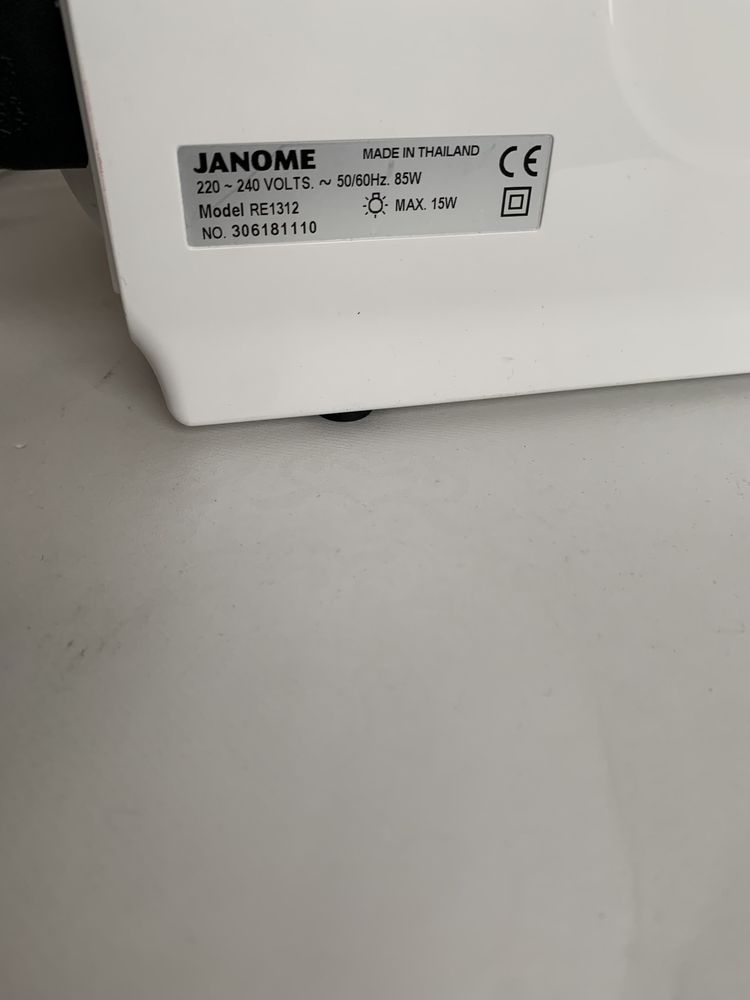 JANOME MADE IN THAILAND CE
220 ~ 240 VOLTS. ~ 50/60Hz. 85W
Model RE1312 MAX. 15W
NO. 306181110